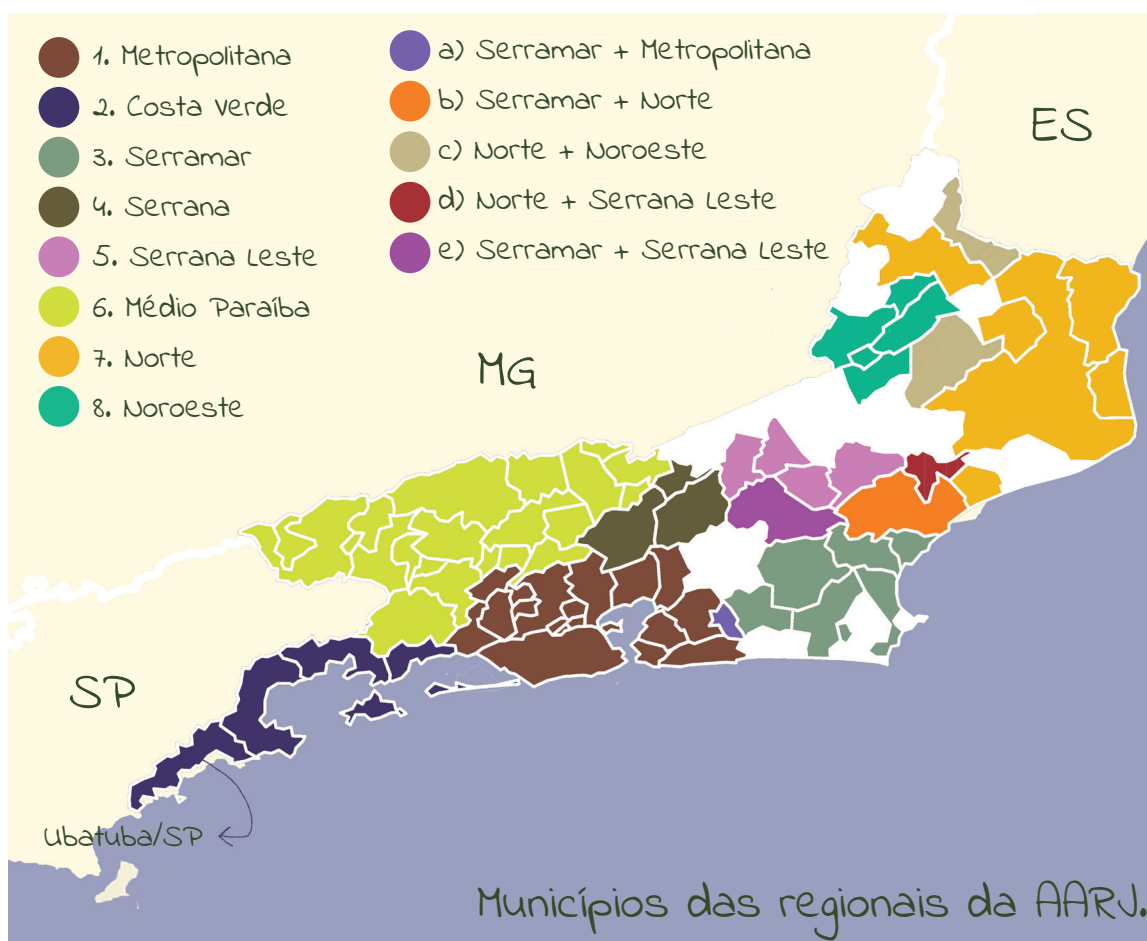 1. Metropolitana
2. Costa Verde
3. Serramar
4. Serrana
5. Serrana Leste
6. Médio Paraíba
7. Norte
8. Noroeste
a) Serramar + Metropolitana
b) Serramar + Norte
c) Norte + Noroeste
d) Norte + Serrana Leste
e) Serramar + Serrana Leste
ES
MG
SP
Ubatuba/SP
Municípios das regionais da AARJ.